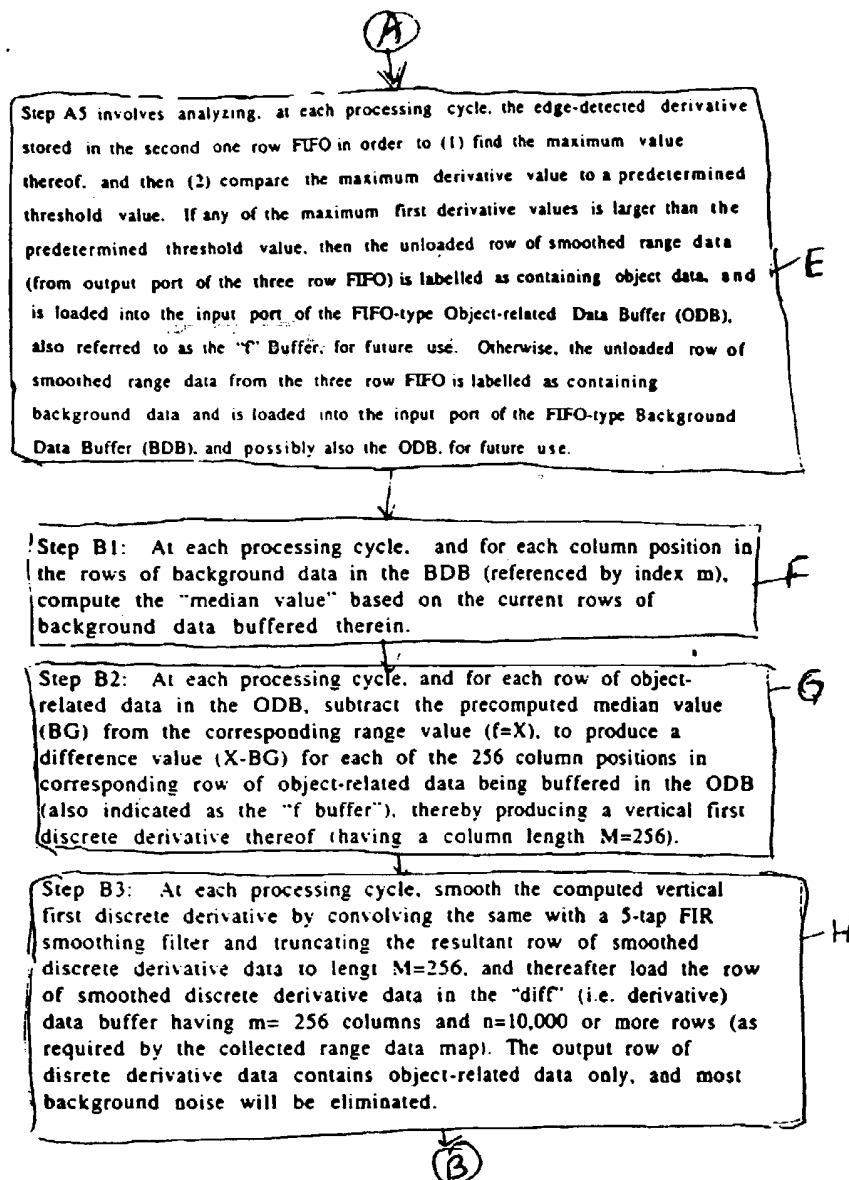 A
Step A5 involves analyzing, at each processing cycle, the edge-detected derivative
stored in the second one row FIFO in order to (1) find the maximum value
thereof, and then (2) compare the maximum derivative value to a predetermined
threshold value. If any of the maximum first derivative values is larger than the
predetermined threshold value, then the unloaded row of smoothed range data
(from output port of the three row FIFO) is labelled as containing object data, and
is loaded into the input port of the FIFO-type Object-related Data Buffer (ODB),
also referred to as the "f" Buffer, for future use. Otherwise, the unloaded row of
smoothed range data from the three row FIFO is labelled as containing
background data and is loaded into the input port of the FIFO-type Background
Data Buffer (BDB), and possibly also the ODB, for future use.
E
Step B1: At each processing cycle, and for each column position in
the rows of background data in the BDB (referenced by index m),
compute the "median value" based on the current rows of
background data buffered therein.
F
Step B2: At each processing cycle, and for each row of object-
related data in the ODB, subtract the precomputed median value
(BG) from the corresponding range value (f=X), to produce a
difference value (X-BG) for each of the 256 column positions in
corresponding row of object-related data being buffered in the ODB
(also indicated as the "f buffer"), thereby producing a vertical first
discrete derivative thereof (having a column length M=256).
G
Step B3: At each processing cycle, smooth the computed vertical
first discrete derivative by convolving the same with a 5-tap FIR
smoothing filter and truncating the resultant row of smoothed
discrete derivative data to lengt M=256, and thereafter load the row
of smoothed discrete derivative data in the "diff" (i.e. derivative)
data buffer having m= 256 columns and n=10,000 or more rows (as
required by the collected range data map). The output row of
disrete derivative data contains object-related data only, and most
background noise will be eliminated.
H
B